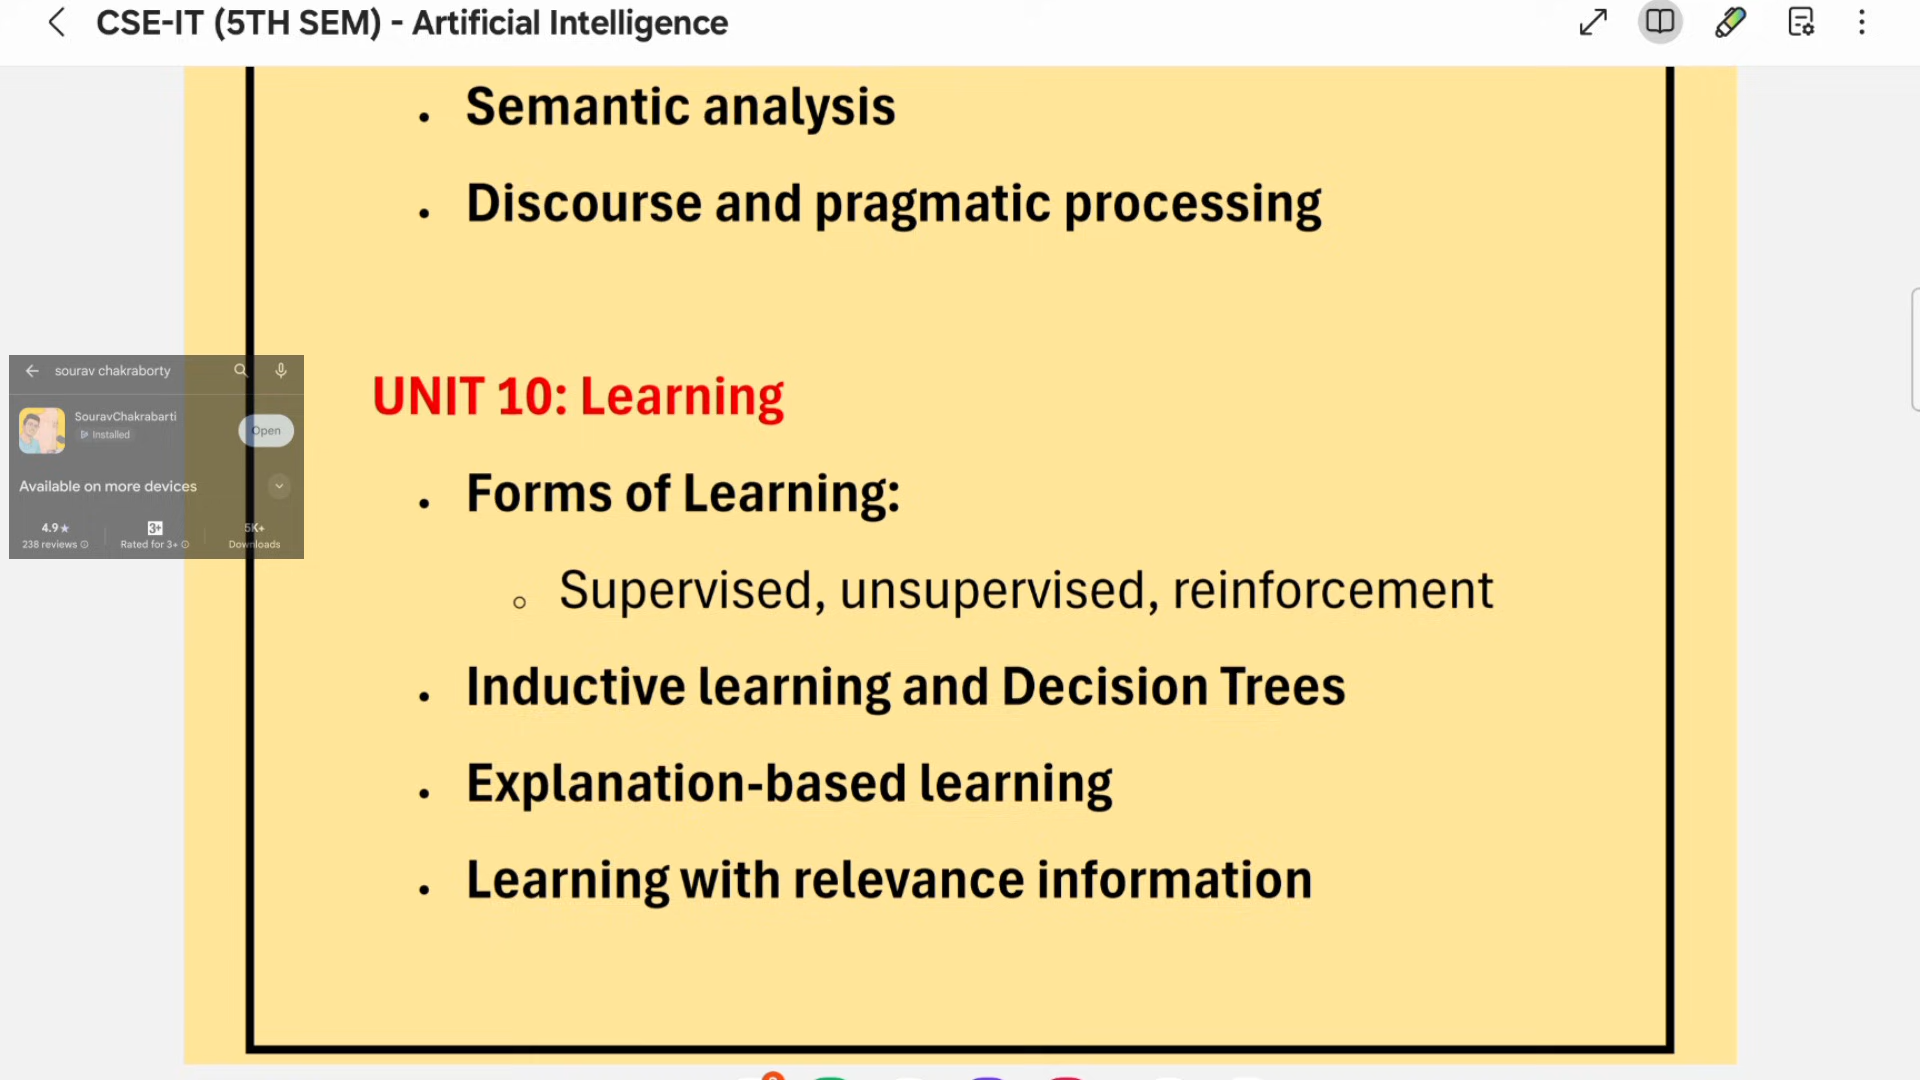 CSE-IT (5TH SEM) - Artificial Intelligence
Semantic analysis
Discourse and pragmatic processing
sourav chakraborty
SouravChakrabarti
Installed
Open
Available on more devices
4.9★ 3+ 5K+
238 reviews Rated for 3+ Downloads
UNIT 10: Learning
Forms of Learning:
Supervised, unsupervised, reinforcement
Inductive learning and Decision Trees
Explanation-based learning
Learning with relevance information